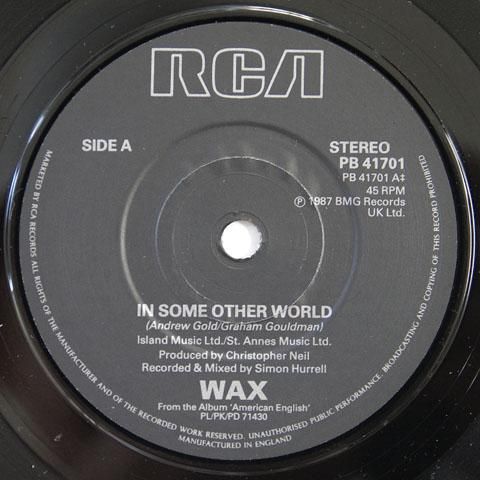 RCA
SIDE A
STEREO
PB 41701
PB 41701 A‡
45 RPM
℗ 1987 BMG Records
UK Ltd.
IN SOME OTHER WORLD
(Andrew Gold/Graham Gouldman)
Island Music Ltd./St. Annes Music Ltd.
Produced by Christopher Neil
Recorded & Mixed by Simon Hurrell
WAX
From the Album 'American English'
PL/PK/PD 71430
MARKETED BY RCA RECORDS ALL RIGHTS OF THE MANUFACTURER AND OF THE RECORDED WORK RESERVED. UNAUTHORISED PUBLIC PERFORMANCE, BROADCASTING AND COPYING OF THIS RECORD PROHIBITED
MANUFACTURED IN ENGLAND